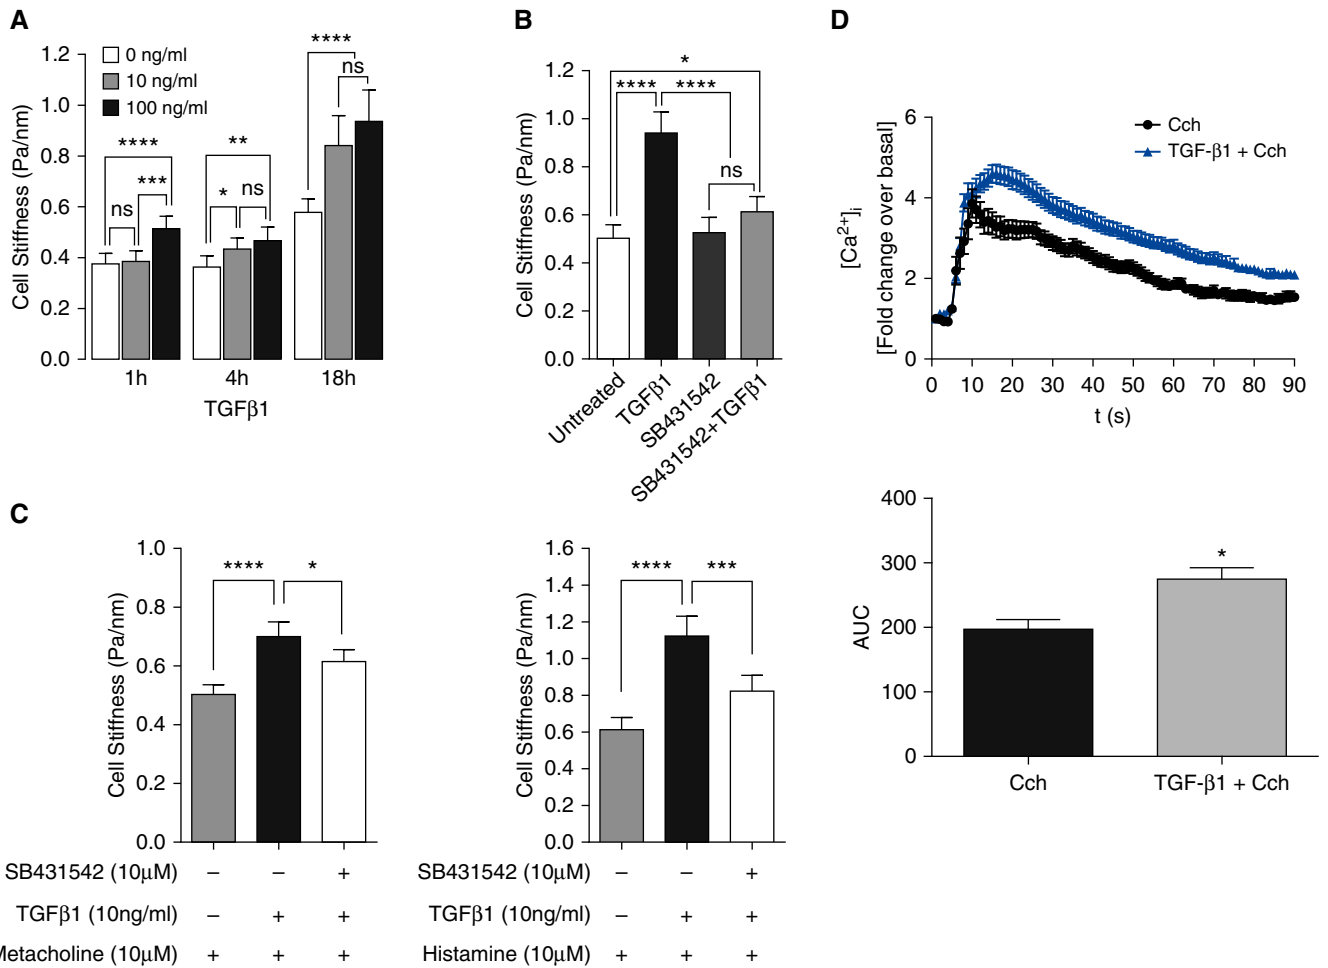 A
1.2
1.0
0.8
0.6
0.4
0.2
0.0
Cell Stiffness (Pa/nm)
0 ng/ml
10 ng/ml
100 ng/ml
****
***
ns
**
*
ns
****
ns
1h 4h 18h
TGFβ1
B
1.2
1.0
0.8
0.6
0.4
0.2
0.0
Cell Stiffness (Pa/nm)
*
**** ****
ns
Untreated
TGFβ1
SB431542
SB431542+TGFβ1
C
1.0
0.8
0.6
0.4
0.2
0.0
Cell Stiffness (Pa/nm)
**** *
SB431542 (10μM) – – +
TGFβ1 (10ng/ml) – + +
Metacholine (10μM) + + +
1.6
1.4
1.2
1.0
0.8
0.6
0.4
0.2
0.0
Cell Stiffness (Pa/nm)
**** ***
SB431542 (10μM) – – +
TGFβ1 (10ng/ml) – + +
Histamine (10μM) + + +
D
6
4
2
0
[Ca2+]i
[Fold change over basal]
Cch
TGF-β1 + Cch
0 10 20 30 40 50 60 70 80 90
t (s)
400
300
200
100
0
AUC
*
Cch TGF-β1 + Cch